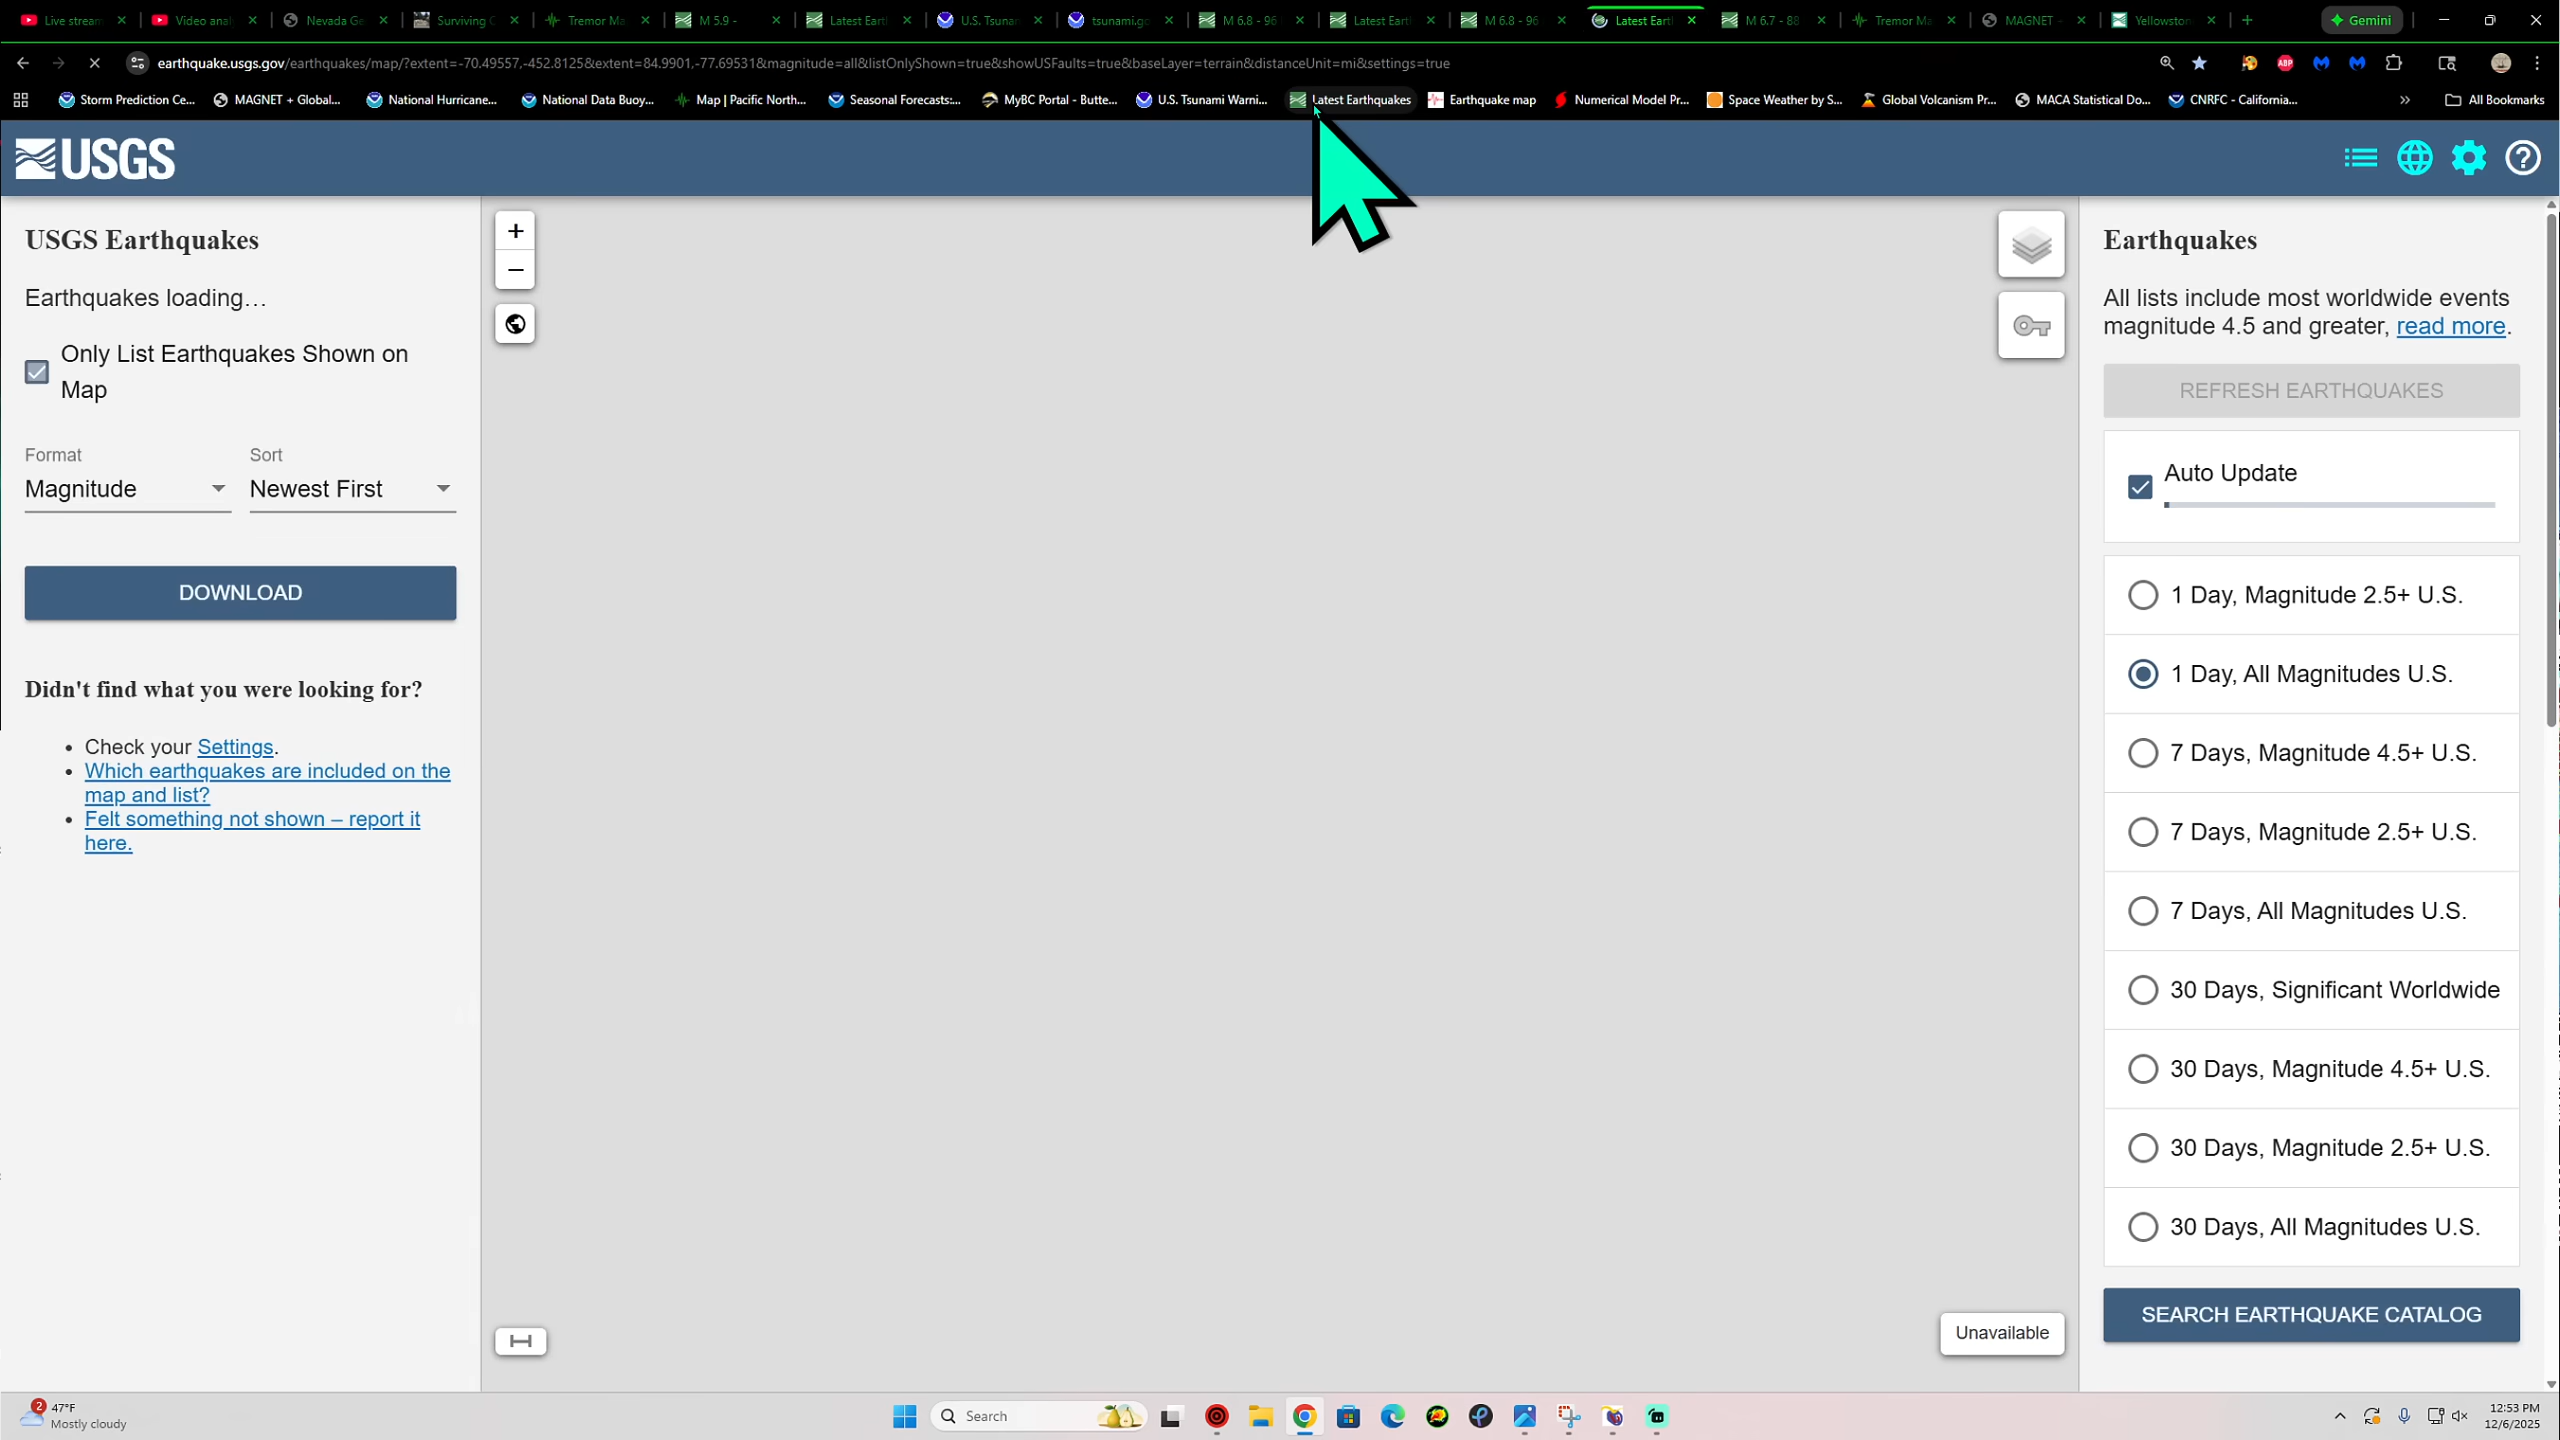 Live stream
Video anal
Nevada Ge
Surviving C
Tremor Ma
M 5.9 -
Latest Eart
U.S. Tsunan
tsunami.go
M 6.8 - 96
Latest Eart
M 6.8 - 96
Latest Eart
M 6.7 - 88
Tremor Ma
MAGNET -
Yellowston
Gemini
earthquake.usgs.gov/earthquakes/map/?extent=-70.49557,-452.8125&extent=84.9901,-77.69531&magnitude=all&listOnlyShown=true&showUSFaults=true&baseLayer=terrain&distanceUnit=mi&settings=true
ABP
Storm Prediction Ce...
MAGNET + Global...
National Hurricane...
National Data Buoy...
Map | Pacific North...
Seasonal Forecasts:...
MyBC Portal - Butte...
U.S. Tsunami Warni...
Latest Earthquakes
Earthquake map
Numerical Model Pr...
Space Weather by S...
Global Volcanism Pr...
MACA Statistical Do...
CNRFC - California...
»
All Bookmarks
USGS
USGS Earthquakes
Earthquakes loading…
Only List Earthquakes Shown on
Map
Format
Sort
Magnitude
Newest First
DOWNLOAD
Didn't find what you were looking for?
• Check your Settings.
• Which earthquakes are included on the
map and list?
• Felt something not shown – report it
here.
+
−
Unavailable
Earthquakes
All lists include most worldwide events
magnitude 4.5 and greater, read more.
REFRESH EARTHQUAKES
Auto Update
1 Day, Magnitude 2.5+ U.S.
1 Day, All Magnitudes U.S.
7 Days, Magnitude 4.5+ U.S.
7 Days, Magnitude 2.5+ U.S.
7 Days, All Magnitudes U.S.
30 Days, Significant Worldwide
30 Days, Magnitude 4.5+ U.S.
30 Days, Magnitude 2.5+ U.S.
30 Days, All Magnitudes U.S.
SEARCH EARTHQUAKE CATALOG
2
47°F
Mostly cloudy
Search
12:53 PM
12/6/2025